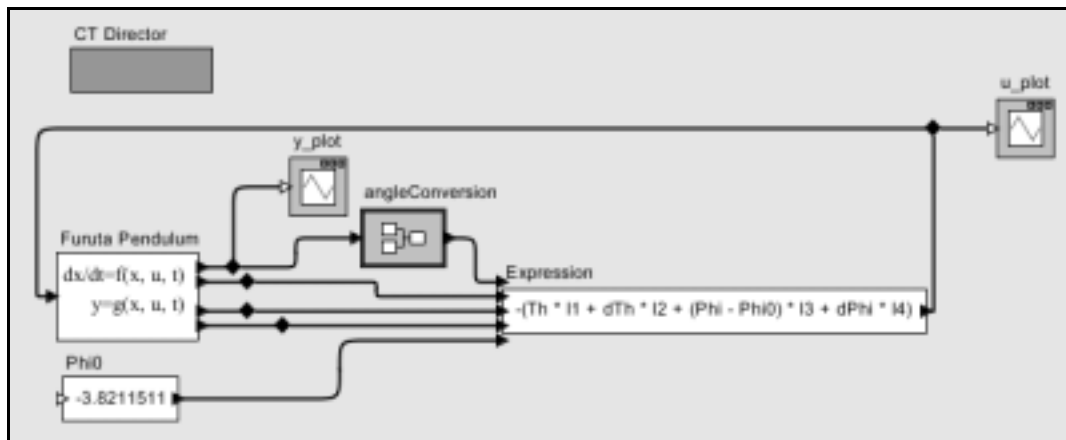 CT Director
u_plot
y_plot
angleConversion
Furuta Pendulum
dx/dt=f(x, u, t)
y=g(x, u, t)
Expression
-(Th * l1 + dTh * l2 + (Phi - Phi0) * l3 + dPhi * l4)
Phi0
-3.8211511